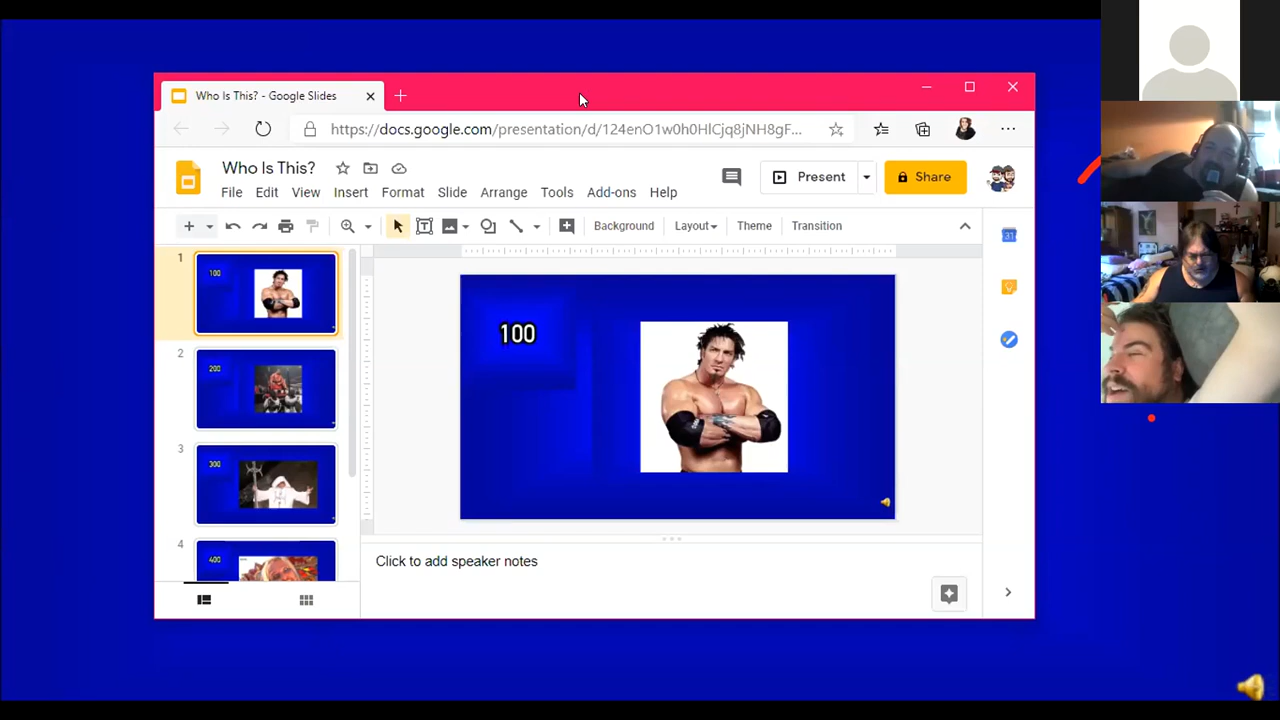 Who Is This? - Google Slides
https://docs.google.com/presentation/d/124enO1w0h0HlCjq8jNH8gF...
Who Is This?
File Edit View Insert Format Slide Arrange Tools Add-ons Help
Present
Share
Background Layout Theme Transition
31
1
100
2
200
3
300
4
400
100
Click to add speaker notes